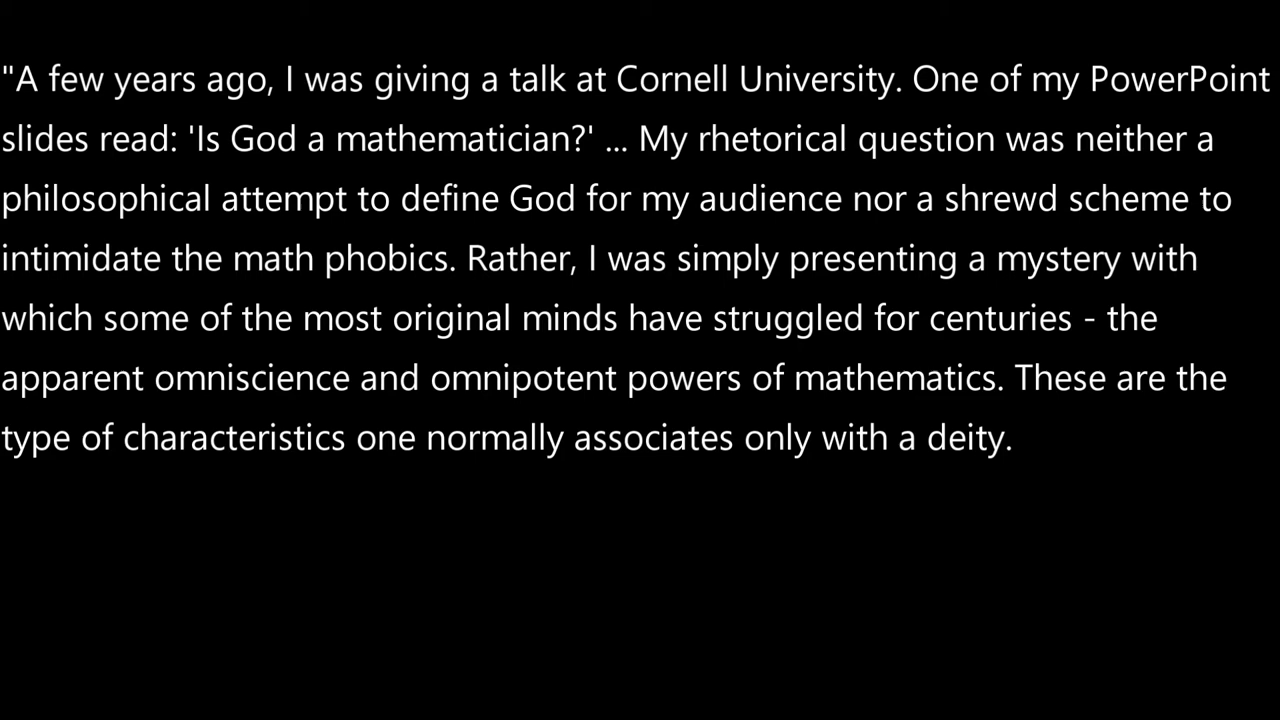 "A few years ago, I was giving a talk at Cornell University. One of my PowerPoint
slides read: 'Is God a mathematician?' ... My rhetorical question was neither a
philosophical attempt to define God for my audience nor a shrewd scheme to
intimidate the math phobics. Rather, I was simply presenting a mystery with
which some of the most original minds have struggled for centuries - the
apparent omniscience and omnipotent powers of mathematics. These are the
type of characteristics one normally associates only with a deity.